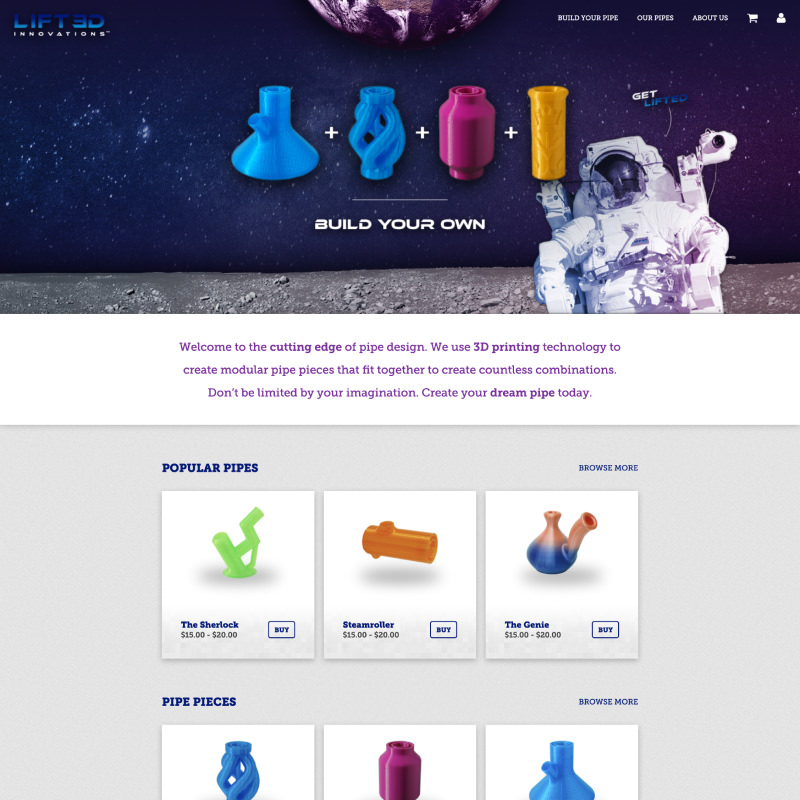 LIFT3D
INNOVATIONS™
BUILD YOUR PIPE
OUR PIPES
ABOUT US
GET
LIFTED
+ + +
BUILD YOUR OWN
Welcome to the cutting edge of pipe design. We use 3D printing technology to
create modular pipe pieces that fit together to create countless combinations.
Don’t be limited by your imagination. Create your dream pipe today.
POPULAR PIPES
BROWSE MORE
The Sherlock
$15.00 - $20.00
BUY
Steamroller
$15.00 - $20.00
BUY
The Genie
$15.00 - $20.00
BUY
PIPE PIECES
BROWSE MORE